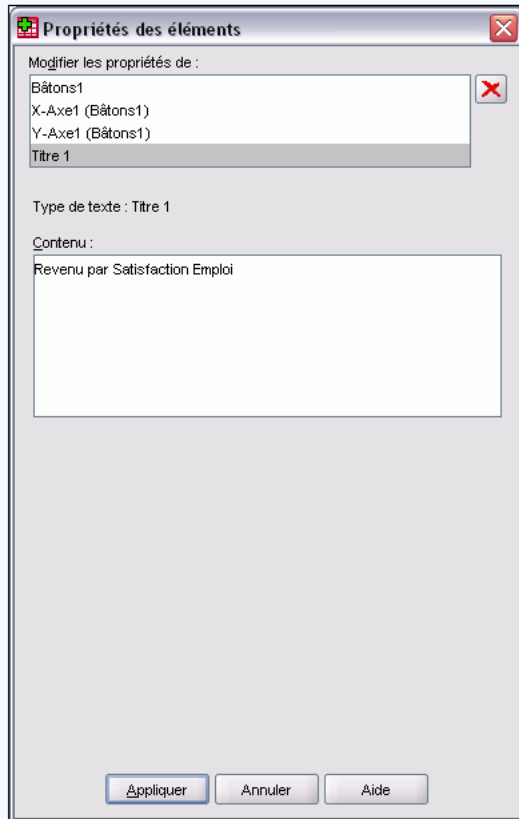 Propriétés des éléments
Modifier les propriétés de :
Bâtons1
X-Axe1 (Bâtons1)
Y-Axe1 (Bâtons1)
Titre 1
Type de texte : Titre 1
Contenu :
Revenu par Satisfaction Emploi
Appliquer
Annuler
Aide